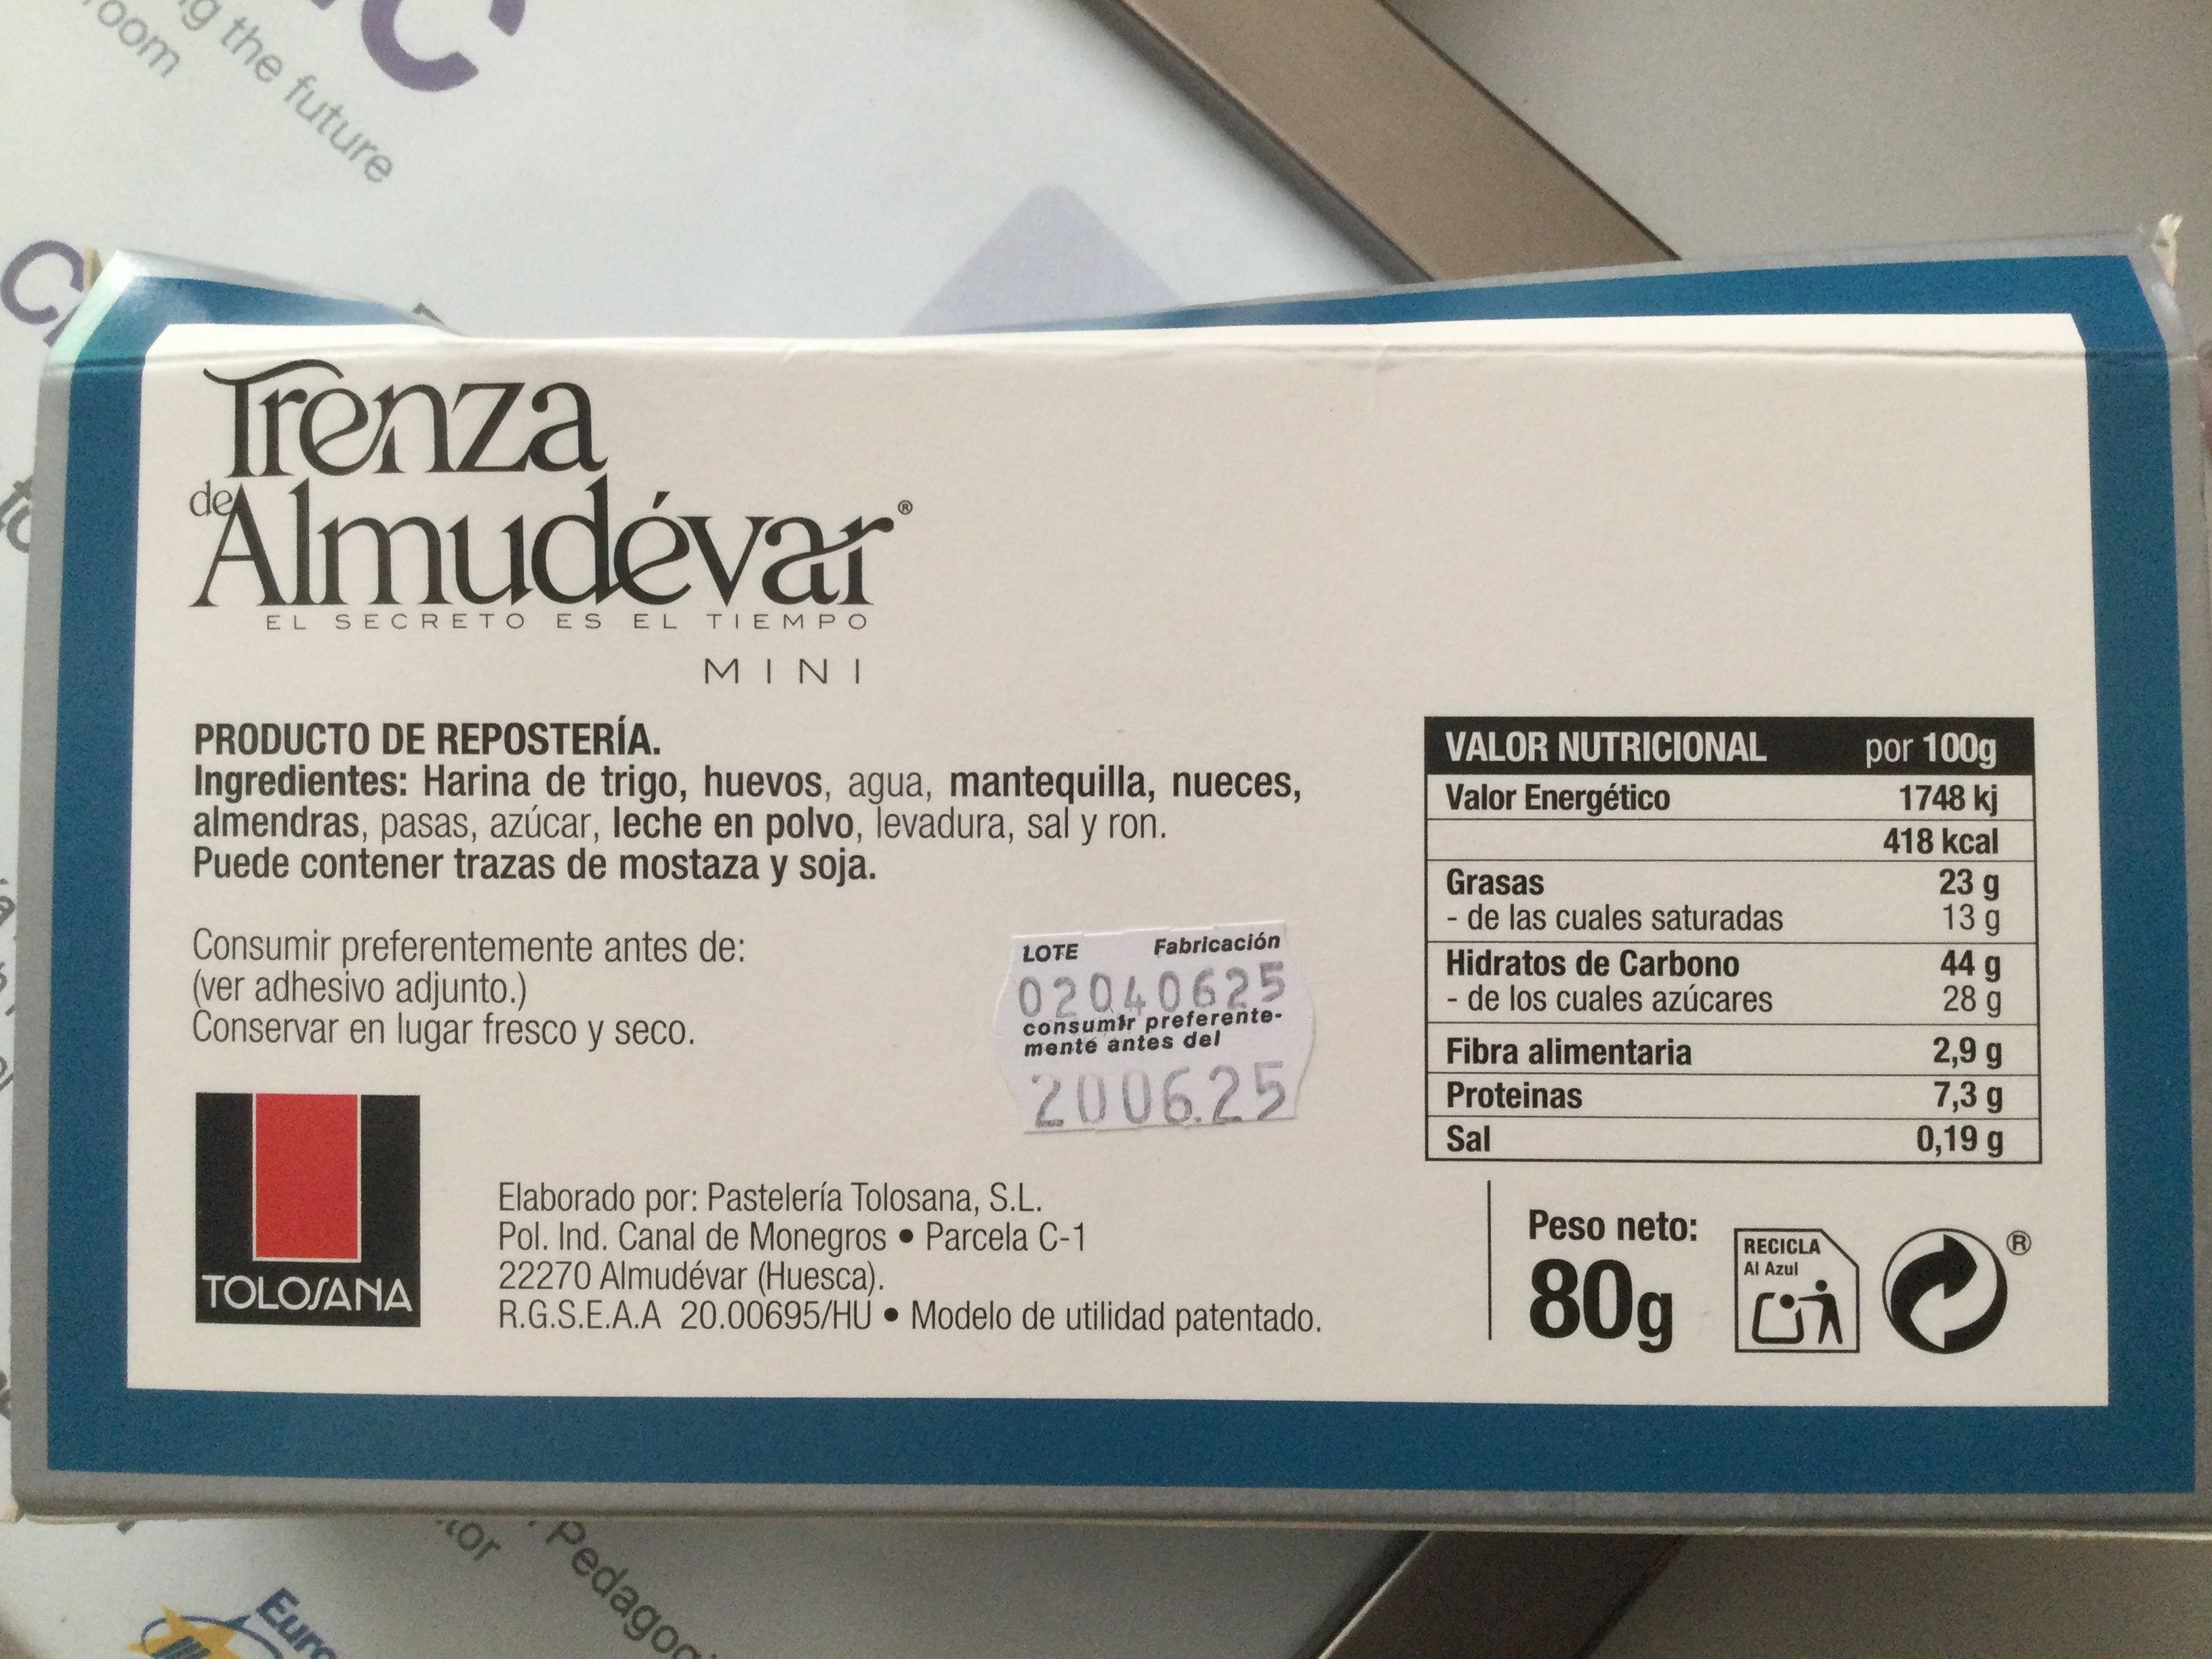 g the future
oom
Trenza
de Almudévar®
EL SECRETO ES EL TIEMPO
MINI
PRODUCTO DE REPOSTERÍA.
Ingredientes: Harina de trigo, huevos, agua, mantequilla, nueces,
almendras, pasas, azúcar, leche en polvo, levadura, sal y ron.
Puede contener trazas de mostaza y soja.
Consumir preferentemente antes de:
(ver adhesivo adjunto.)
Conservar en lugar fresco y seco.
LOTE Fabricación
02040625
consumir preferente-
mente antes del
200625
TOLOSANA
Elaborado por: Pastelería Tolosana, S.L.
Pol. Ind. Canal de Monegros • Parcela C-1
22270 Almudévar (Huesca).
R.G.S.E.A.A 20.00695/HU • Modelo de utilidad patentado.
VALOR NUTRICIONAL por 100g
Valor Energético 1748 kj
418 kcal
Grasas 23 g
- de las cuales saturadas 13 g
Hidratos de Carbono 44 g
- de los cuales azúcares 28 g
Fibra alimentaria 2,9 g
Proteinas 7,3 g
Sal 0,19 g
Peso neto:
80g
RECICLA
Al Azul
®
tor
Pedagog
Euro